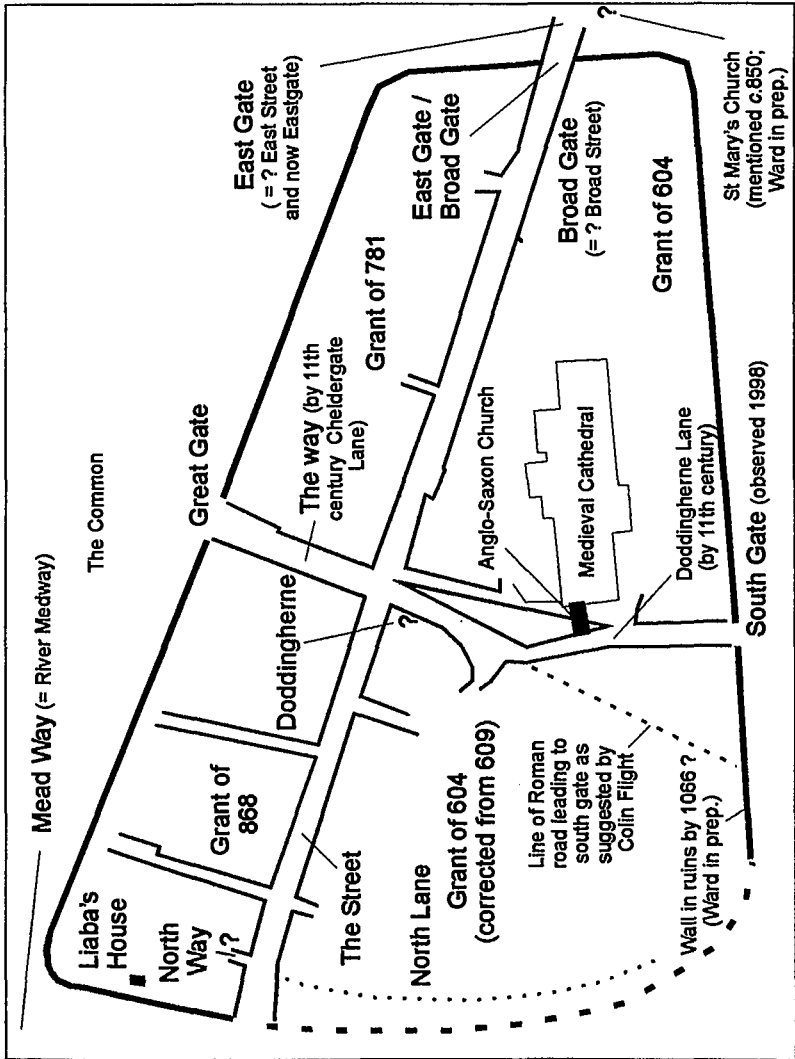 Mead Way (= River Medway)
The Common
Great Gate
East Gate
( = ? East Street
and now Eastgate)
Liaba's
House
North
Way
?
Grant of
868
Doddingherne
?
The way (by 11th
century Cheldergate
Lane)
Grant of 781
East Gate /
Broad Gate
?
The Street
North Lane
Grant of 604
(corrected from 609)
Anglo-Saxon Church
Broad Gate
(= ? Broad Street)
Medieval Cathedral
Grant of 604
Line of Roman
road leading to
south gate as
suggested by
Colin Flight
Doddingherne Lane
(by 11th century)
St Mary's Church
(mentioned c.850;
Ward in prep.)
Wall in ruins by 1066 ?
(Ward in prep.)
South Gate (observed 1998)